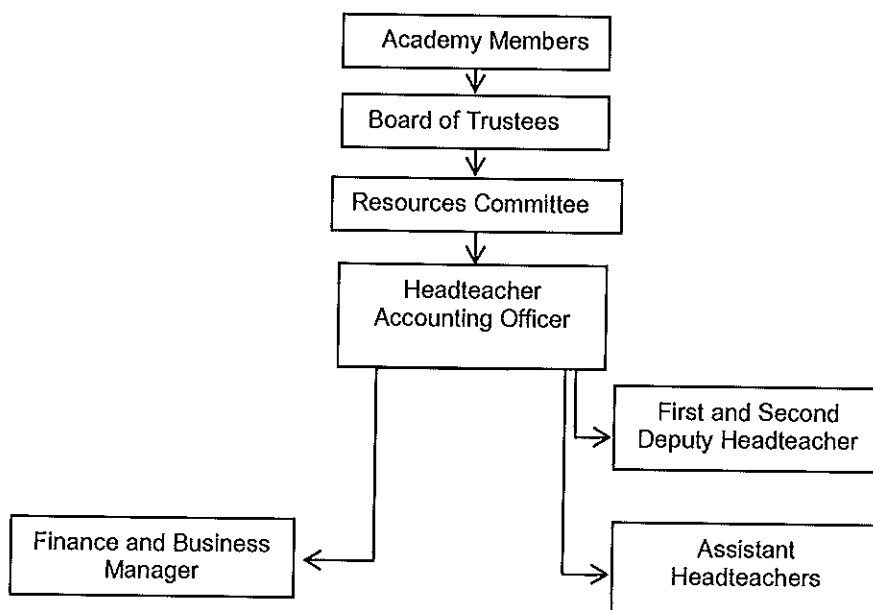 Academy Members
Board of Trustees
Resources Committee
Headteacher
Accounting Officer
First and Second
Deputy Headteacher
Finance and Business
Manager
Assistant
Headteachers